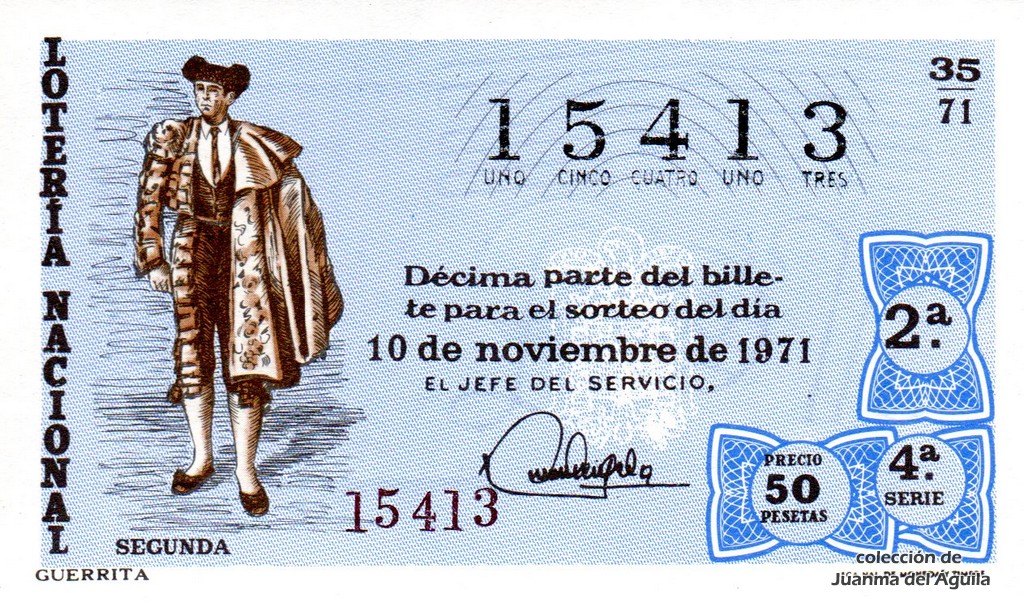 LOTERÍA NACIONAL
35
71
15413
UNO CINCO CUATRO UNO TRES
Décima parte del bille-
te para el sorteo del día
10 de noviembre de 1971
EL JEFE DEL SERVICIO,
2ª.
4ª.
SERIE
PRECIO
50
PESETAS
15413
SEGUNDA
GUERRITA
colección de
Juanma del Águila